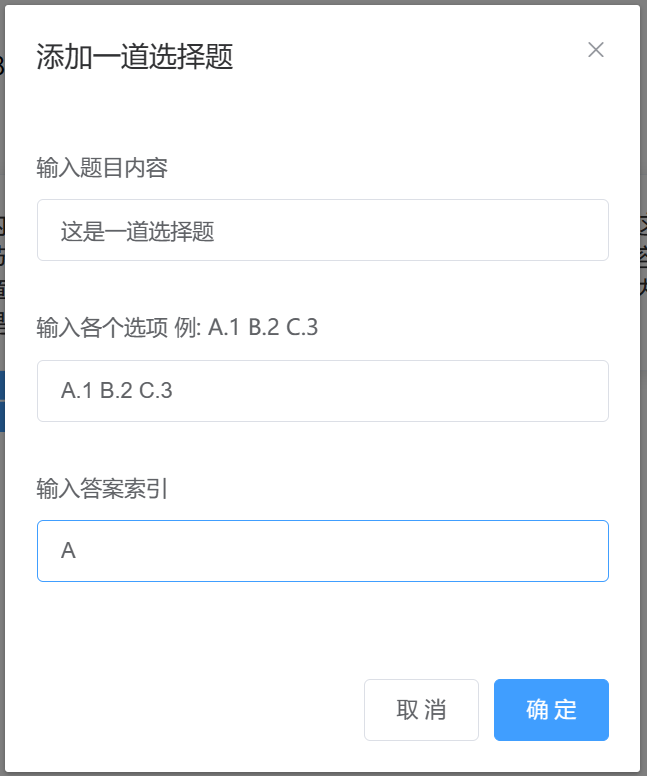 添加一道选择题
输入题目内容
这是一道选择题
输入各个选项 例: A.1 B.2 C.3
A.1 B.2 C.3
输入答案索引
A
取 消
确 定